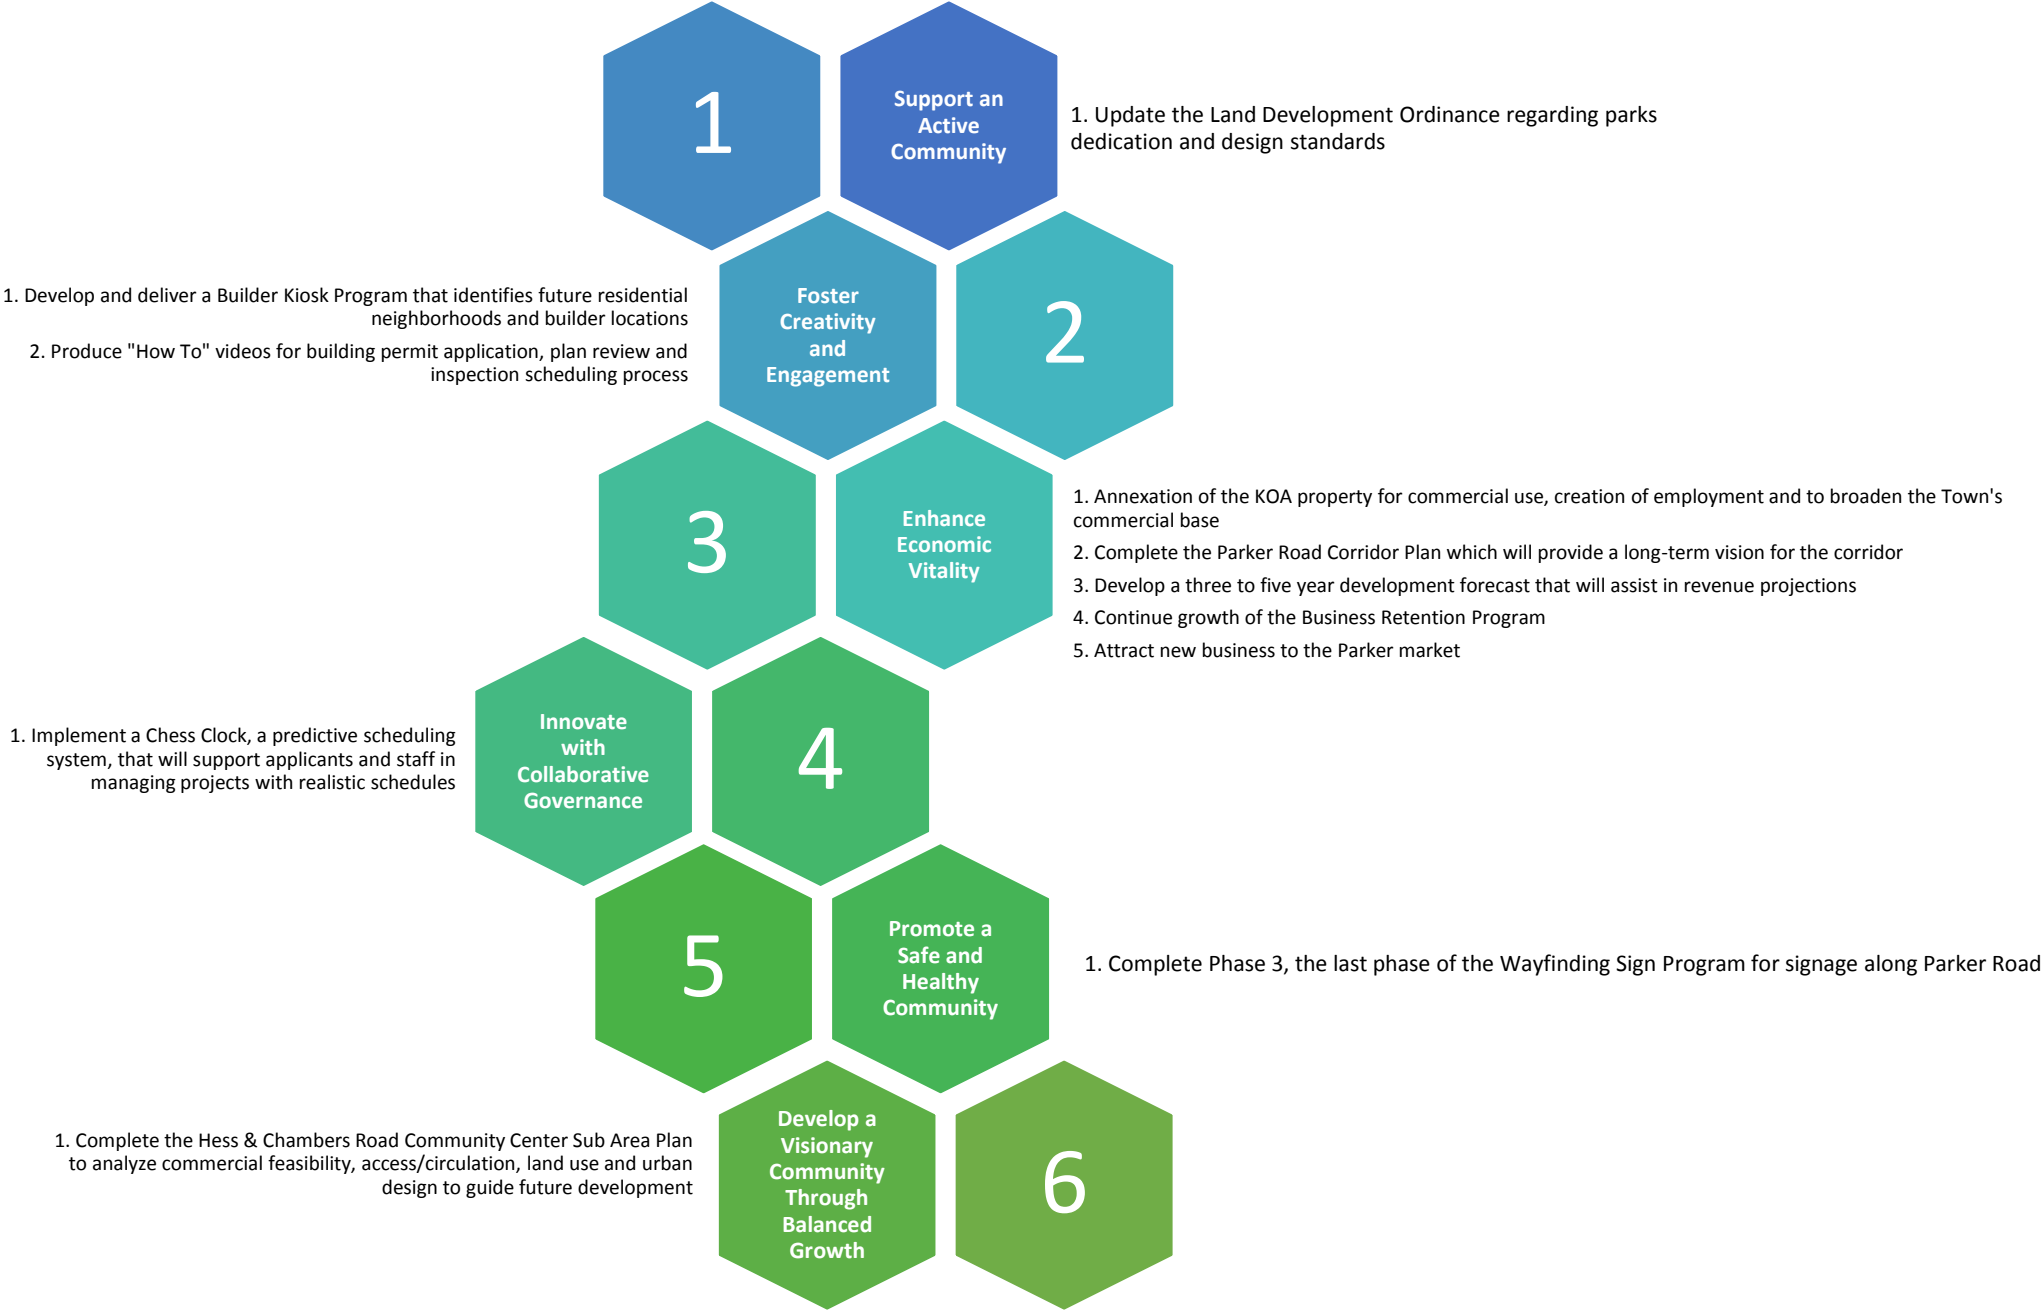 1
Support an
Active
Community
1. Update the Land Development Ordinance regarding parks
dedication and design standards
1. Develop and deliver a Builder Kiosk Program that identifies future residential
neighborhoods and builder locations
2. Produce "How To" videos for building permit application, plan review and
inspection scheduling process
Foster
Creativity
and
Engagement
2
3
Enhance
Economic
Vitality
1. Annexation of the KOA property for commercial use, creation of employment and to broaden the Town's
commercial base
2. Complete the Parker Road Corridor Plan which will provide a long-term vision for the corridor
3. Develop a three to five year development forecast that will assist in revenue projections
4. Continue growth of the Business Retention Program
5. Attract new business to the Parker market
1. Implement a Chess Clock, a predictive scheduling
system, that will support applicants and staff in
managing projects with realistic schedules
Innovate
with
Collaborative
Governance
4
5
Promote a
Safe and
Healthy
Community
1. Complete Phase 3, the last phase of the Wayfinding Sign Program for signage along Parker Road
1. Complete the Hess & Chambers Road Community Center Sub Area Plan
to analyze commercial feasibility, access/circulation, land use and urban
design to guide future development
Develop a
Visionary
Community
Through
Balanced
Growth
6